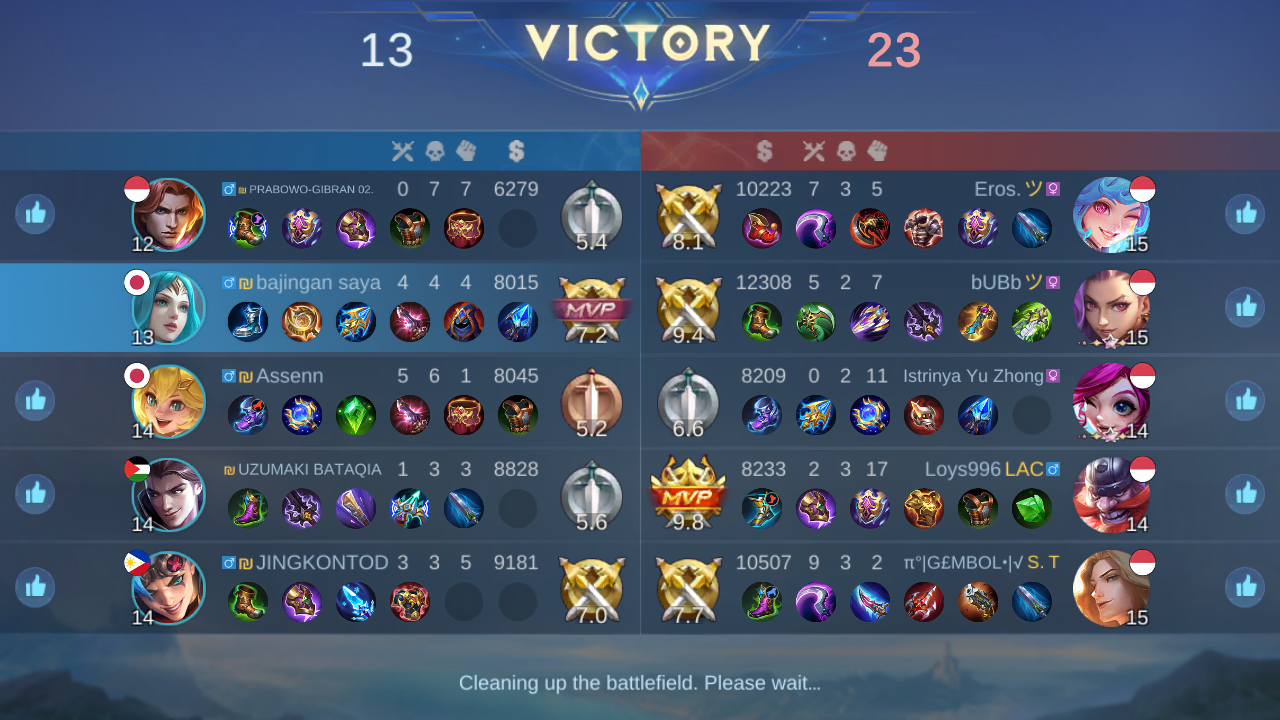 13 VICTORY 23
PRABOWO-GIBRAN 02. 0 7 7 6279
12 5.4
10223 7 3 5 Eros.ツ
8.1 15
bajingan saya 4 4 4 8015
13 MVP 7.2
12308 5 2 7 bUBbツ
9.4 15
Assenn 5 6 1 8045
14 5.2
8209 0 2 11 Istrinya Yu Zhong
6.6 14
UZUMAKI BATAQIA 1 3 3 8828
14 5.6
8233 2 3 17 Loys996 LAC
MVP 9.8 14
JINGKONTOD 3 3 5 9181
14 7.0
10507 9 3 2 π°|G£MBOL•|√ S. T
7.7 15
Cleaning up the battlefield. Please wait...